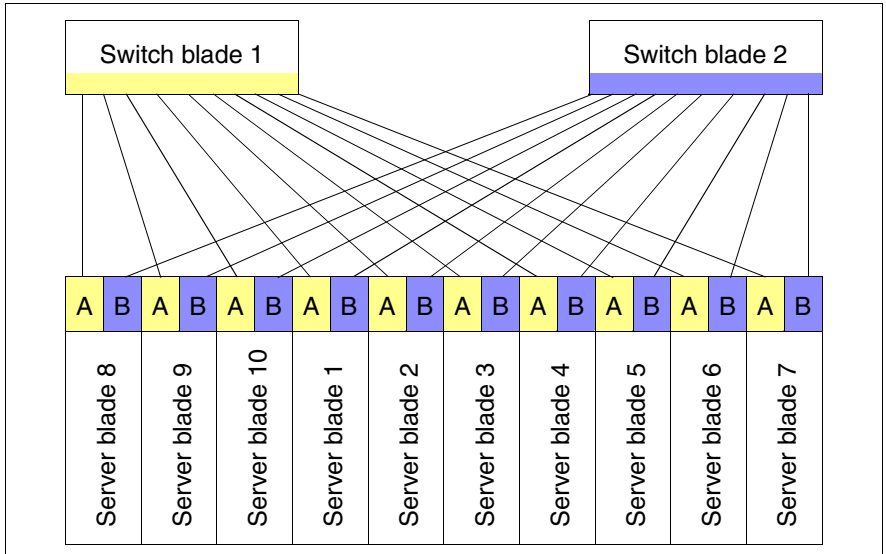 Switch blade 1
Switch blade 2
A B A B A B A B A B A B A B A B A B A B
Server blade 8
Server blade 9
Server blade 10
Server blade 1
Server blade 2
Server blade 3
Server blade 4
Server blade 5
Server blade 6
Server blade 7